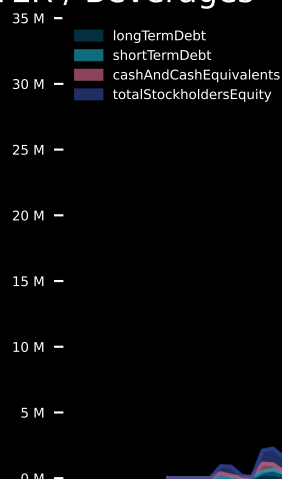 / Beverages
35 M
longTermDebt
shortTermDebt
30 M
cashAndCashEquivalents
totalStockholdersEquity
25 M
20 M
15 M
10 M
5 M
0 M